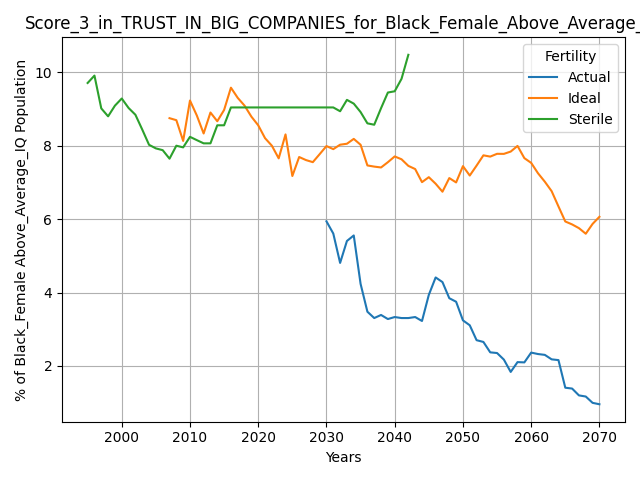 Score_3_in_TRUST_IN_BIG_COMPANIES_for_Black_Female_Above_Average_
% of Black_Female Above_Average_IQ Population
10
8
6
4
2
Fertility
Actual
Ideal
Sterile
2000 2010 2020 2030 2040 2050 2060 2070
Years